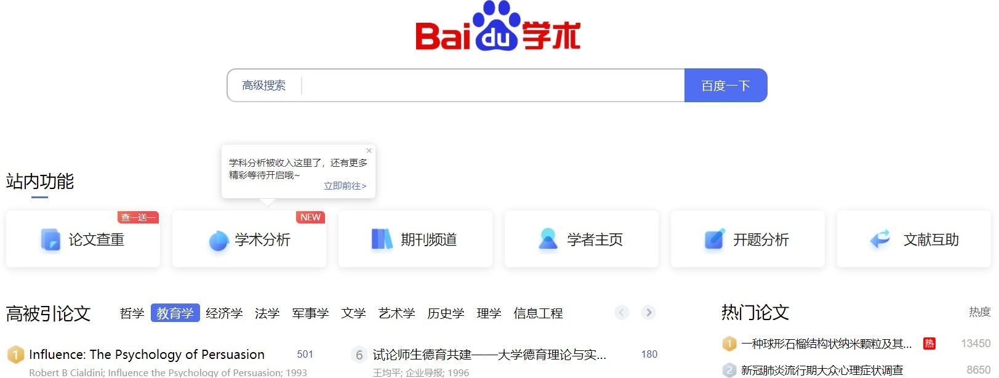 Baidu学术
高级搜索
百度一下
学科分析被收入这里了，还有更多
精彩等待开启哦~
立即前往>
站内功能
论文查重
查一送一
学术分析
NEW
期刊频道
学者主页
开题分析
文献互助
高被引论文 哲学 教育学 经济学 法学 军事学 文学 艺术学 历史学 理学 信息工程
1 Influence: The Psychology of Persuasion 501
Robert B Cialdini; Influence the Psychology of Persuasion; 1993
6 试论师生德育共建——大学德育理论与实... 180
王均平; 企业导报; 1996
热门论文 热度
1 一种球形石榴结构状纳米颗粒及其... 热 13450
2 新冠肺炎流行期大众心理症状调查 8650